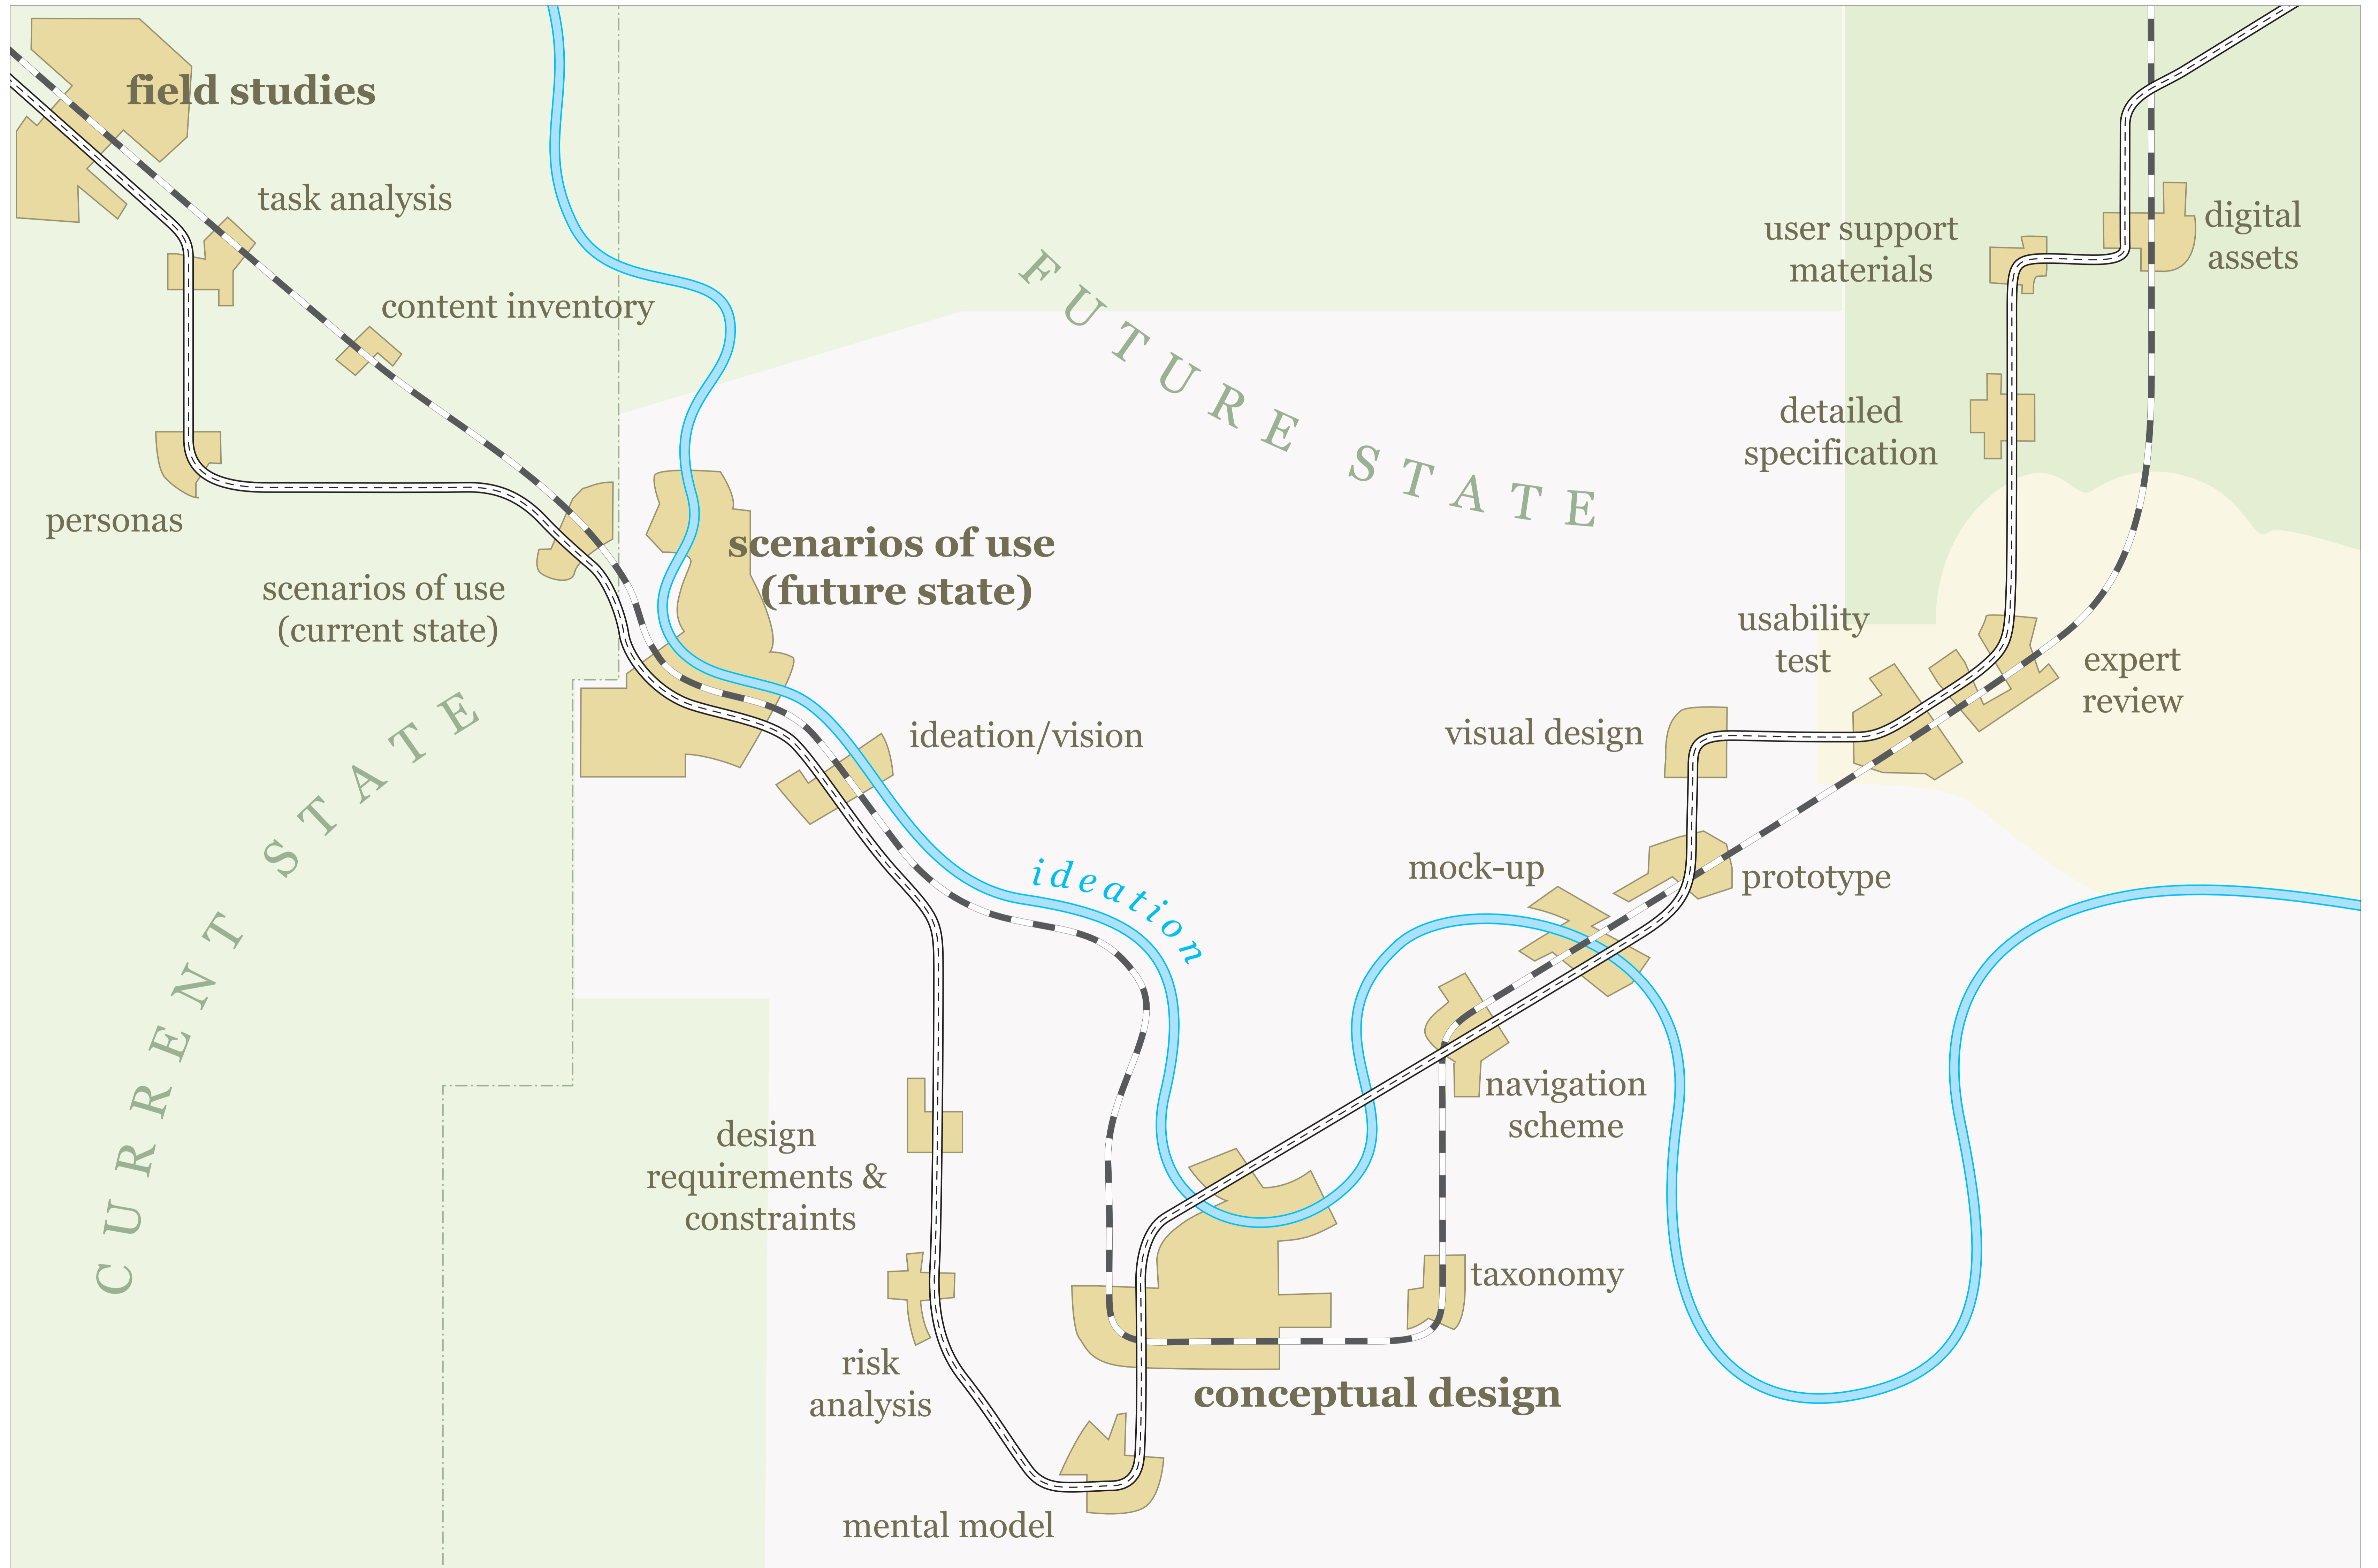 field studies
task analysis
content inventory
personas
scenarios of use
(current state)
CURRENT STATE
FUTURE STATE
scenarios of use
(future state)
ideation/vision
ideation
design
requirements &
constraints
risk
analysis
mental model
conceptual design
taxonomy
navigation
scheme
mock-up
prototype
visual design
usability
test
expert
review
detailed
specification
user support
materials
digital
assets